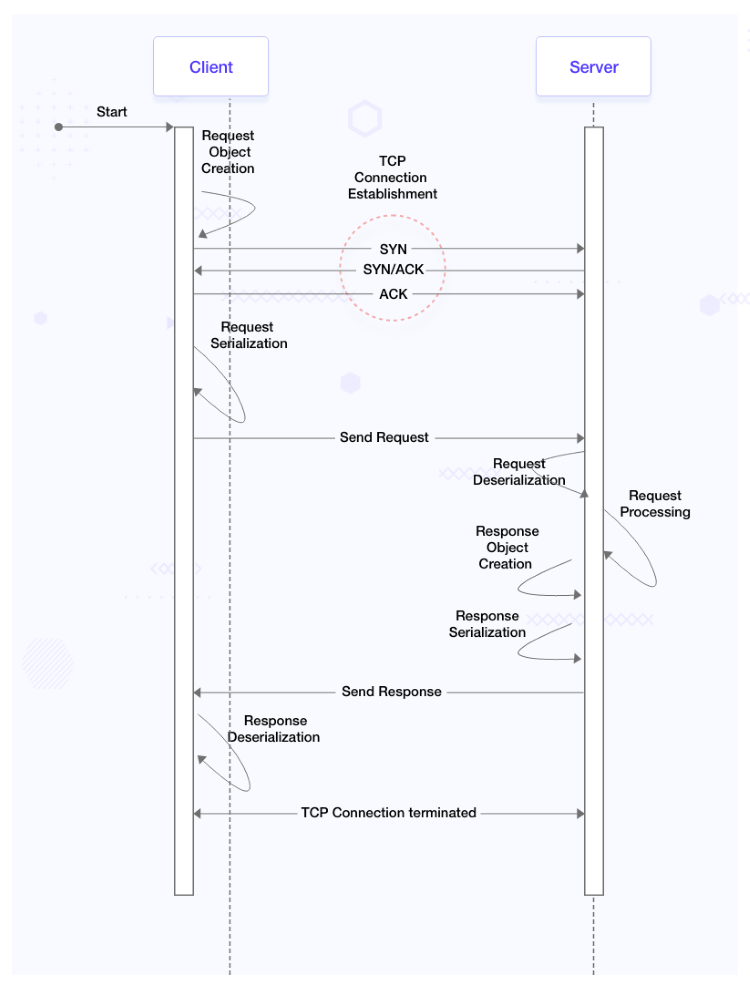 Client
Server
Start
Request
Object
Creation
TCP
Connection
Establishment
SYN
SYN/ACK
ACK
Request
Serialization
Send Request
Request
Deserialization
Request
Processing
Response
Object
Creation
Response
Serialization
Send Response
Response
Deserialization
TCP Connection terminated